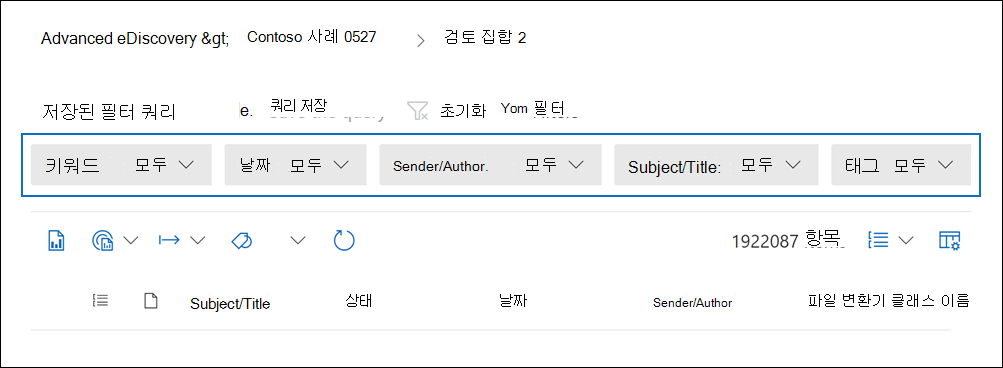 Advanced eDiscovery &gt; Contoso 사례 0527 > 검토 집합 2
저장된 필터 쿼리 e. 쿼리 저장 초기화 Yom 필터
키워드 모두 날짜 모두 Sender/Author. 모두 Subject/Title: 모두 태그 모두
1922087 항목
Subject/Title 상태 날짜 Sender/Author 파일 변환기 클래스 이름